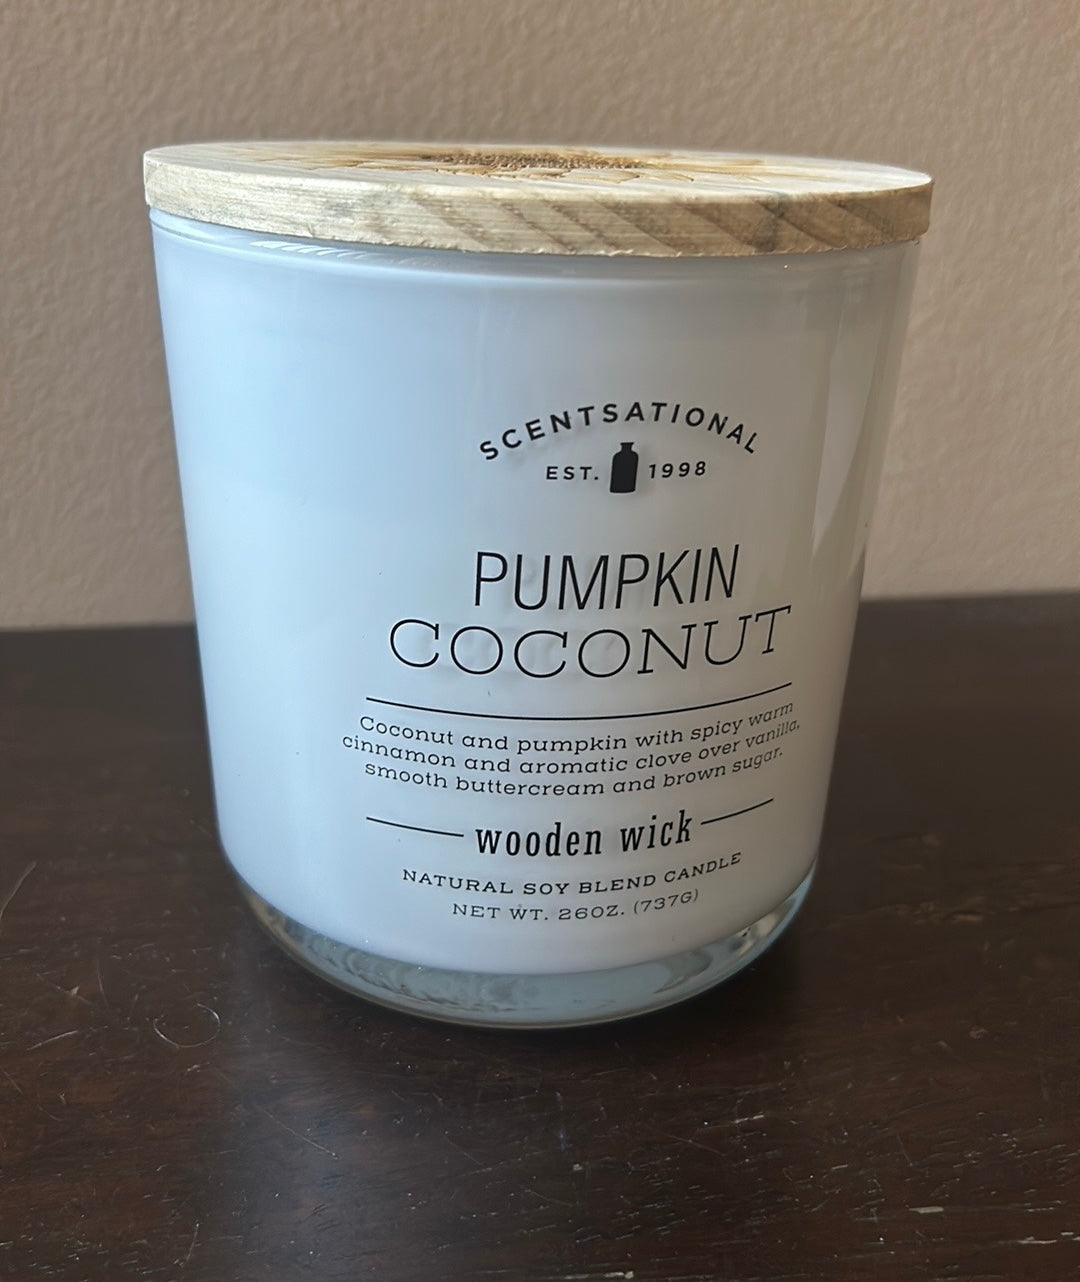 SCENTSATIONAL
EST. 1998
PUMPKIN
COCONUT
Coconut and pumpkin with spicy warm
cinnamon and aromatic clove over vanilla,
smooth buttercream and brown sugar.
wooden wick
NATURAL SOY BLEND CANDLE
NET WT. 26OZ. (737G)